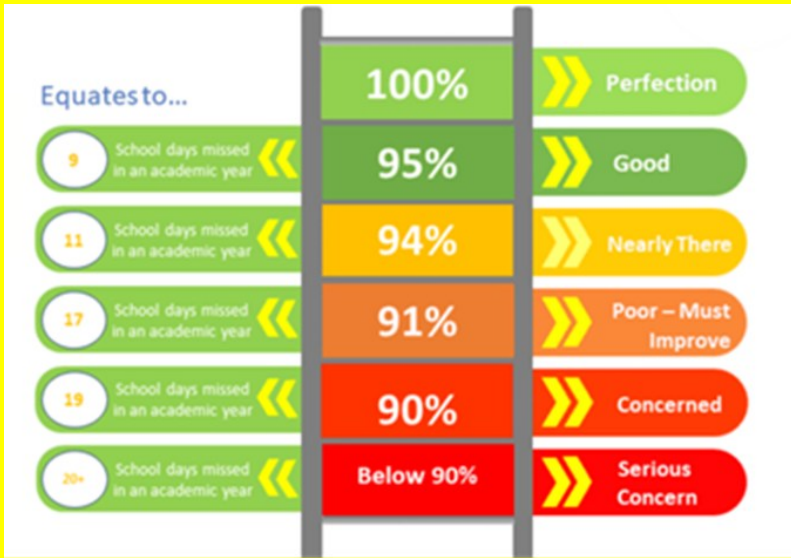 100%
Perfection
Equates to...
9
School days missed
in an academic year
95%
Good
11
School days missed
in an academic year
94%
Nearly There
17
School days missed
in an academic year
91%
Poor – Must
Improve
19
School days missed
in an academic year
90%
Concerned
20+
School days missed
in an academic year
Below 90%
Serious
Concern